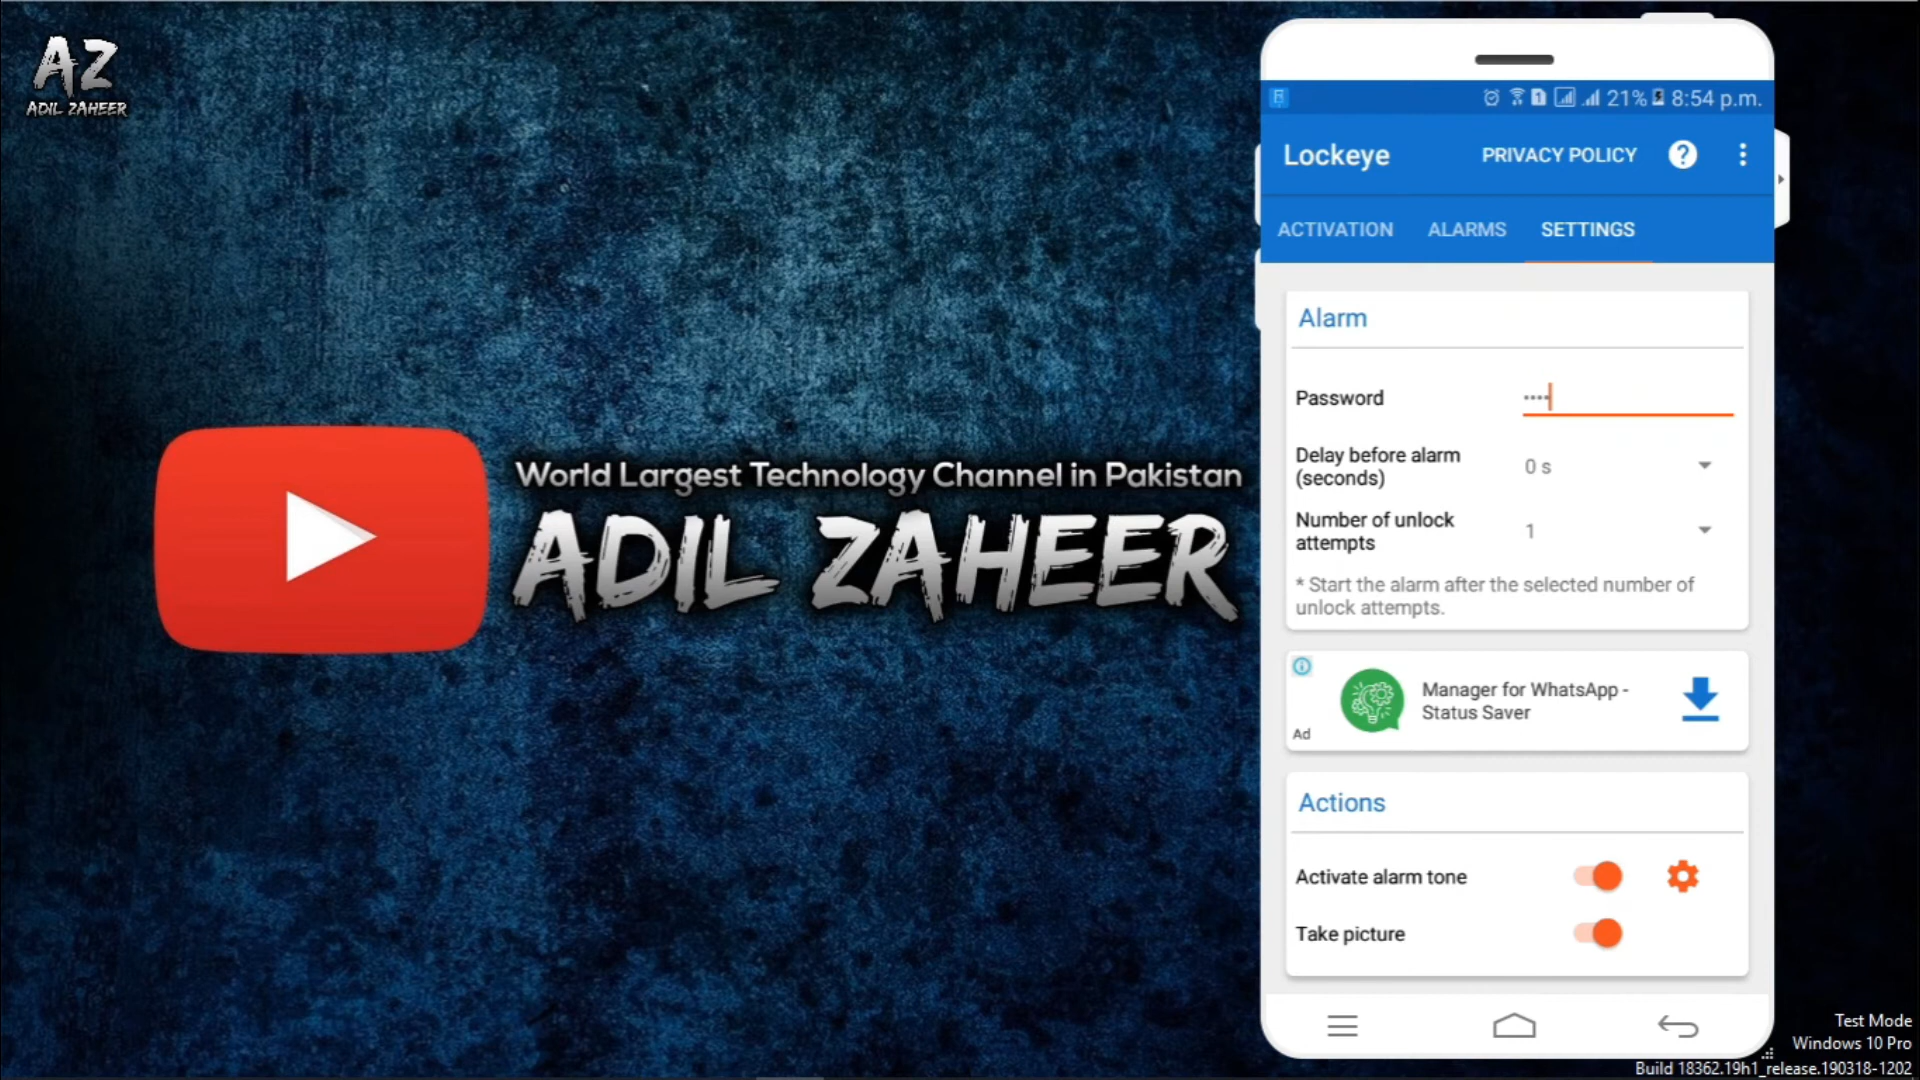 AZ
ADIL ZAHEER
World Largest Technology Channel in Pakistan
ADIL ZAHEER
21% 8:54 p.m.
Lockeye PRIVACY POLICY ?
ACTIVATION ALARMS SETTINGS
Alarm
Password ····
Delay before alarm
(seconds)
0 s
Number of unlock
attempts
1
* Start the alarm after the selected number of
unlock attempts.
Manager for WhatsApp -
Status Saver
Ad
Actions
Activate alarm tone
Take picture
Test Mode
Windows 10 Pro
Build 18362.19h1_release.190318-1202